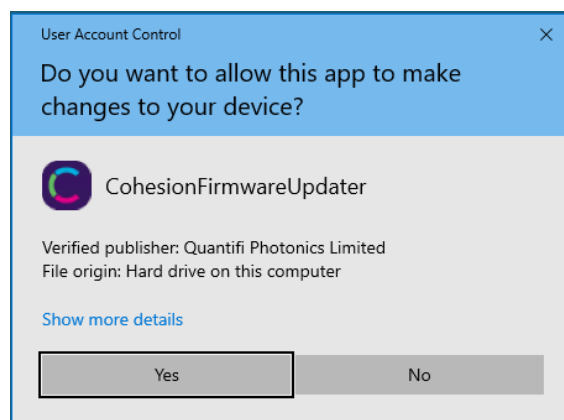 User Account Control
Do you want to allow this app to make
changes to your device?
CohesionFirmwareUpdater
Verified publisher: Quantifi Photonics Limited
File origin: Hard drive on this computer
Show more details
Yes
No